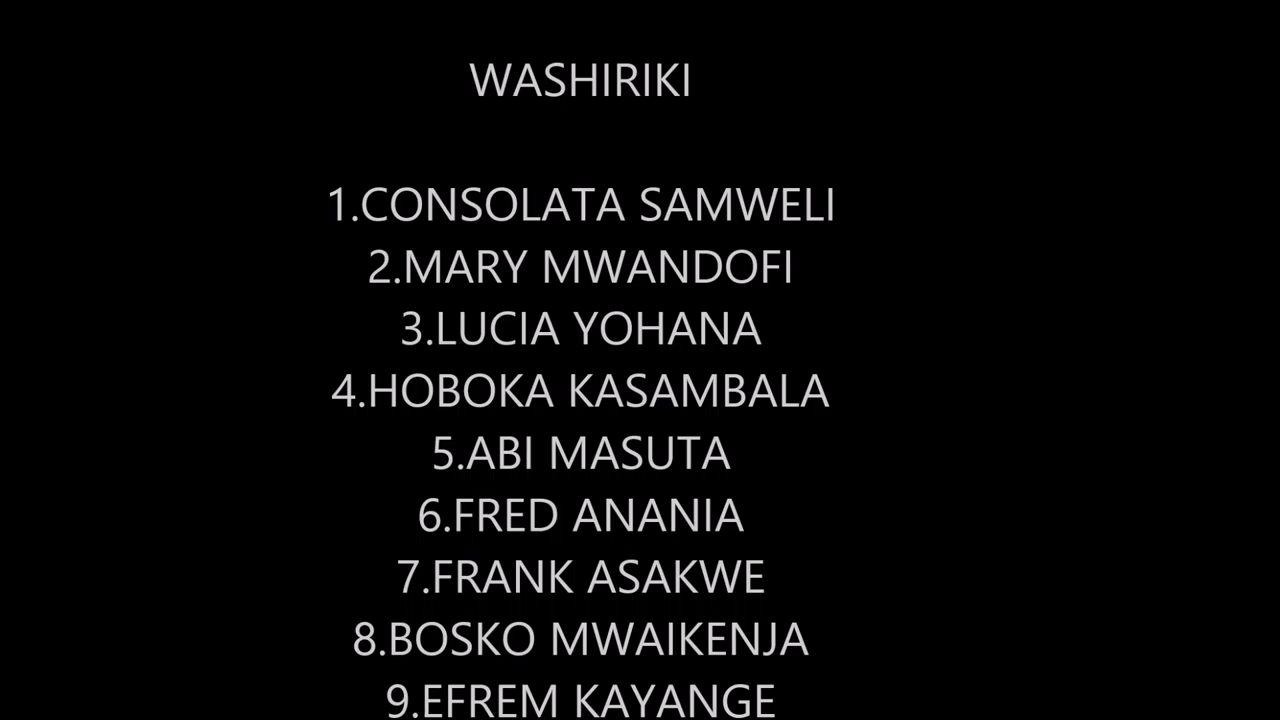 WASHIRIKI
1.CONSOLATA SAMWELI
2.MARY MWANDOFI
3.LUCIA YOHANA
4.HOBOKA KASAMBALA
5.ABI MASUTA
6.FRED ANANIA
7.FRANK ASAKWE
8.BOSKO MWAIKENJA
9.EFREM KAYANGE